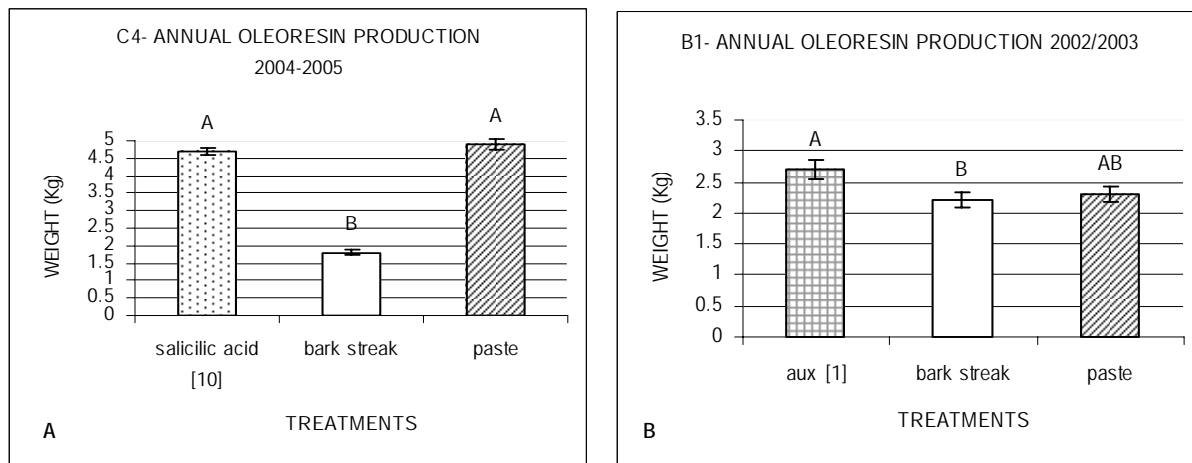 C4- ANNUAL OLEORESIN PRODUCTION
2004-2005
WEIGHT (Kg)
5
4.5
4
3.5
3
2.5
2
1.5
1
0.5
0
A
B
A
salicilic acid
[10]
bark streak
paste
TREATMENTS
A
B1- ANNUAL OLEORESIN PRODUCTION 2002/2003
WEIGHT (Kg)
3.5
3
2.5
2
1.5
1
0.5
0
A
B
AB
aux [1]
bark streak
paste
TREATMENTS
B